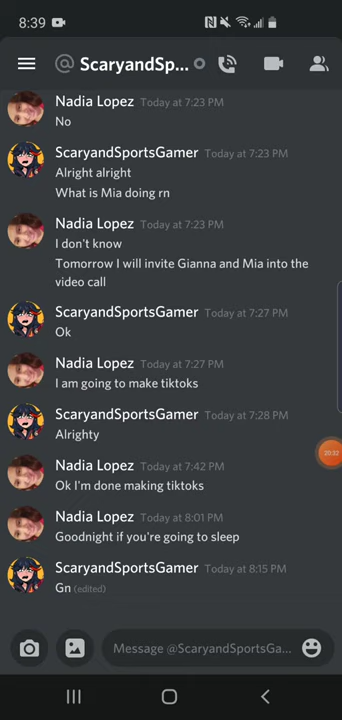 8:39
@ ScaryandSp...
Nadia Lopez Today at 7:23 PM
No
ScaryandSportsGamer Today at 7:23 PM
Alright alright
What is Mia doing rn
Nadia Lopez Today at 7:23 PM
I don't know
Tomorrow I will invite Gianna and Mia into the
video call
ScaryandSportsGamer Today at 7:27 PM
Ok
Nadia Lopez Today at 7:27 PM
I am going to make tiktoks
ScaryandSportsGamer Today at 7:28 PM
Alrighty
Nadia Lopez Today at 7:42 PM
Ok I'm done making tiktoks
20:32
Nadia Lopez Today at 8:01 PM
Goodnight if you're going to sleep
ScaryandSportsGamer Today at 8:15 PM
Gn (edited)
Message @ScaryandSportsGa...